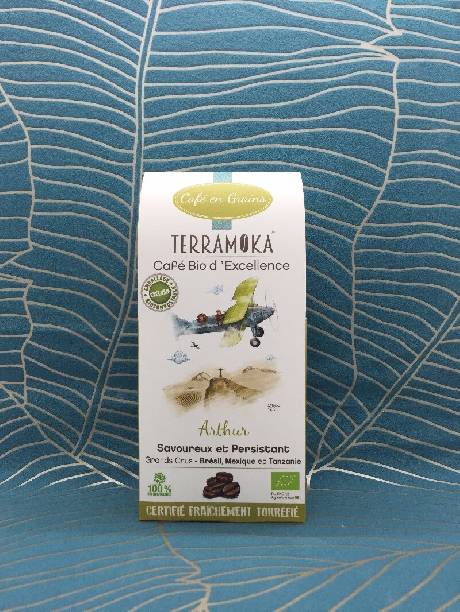 Café en Grains
TERRAMOKA
Café Bio d'Excellence
Arthur
Savoureux et Persistant
Grands Crus - Brésil, Mexique et Tanzanie
100 %
CERTIFIÉ FRAÎCHEMENT TORRÉFIÉ